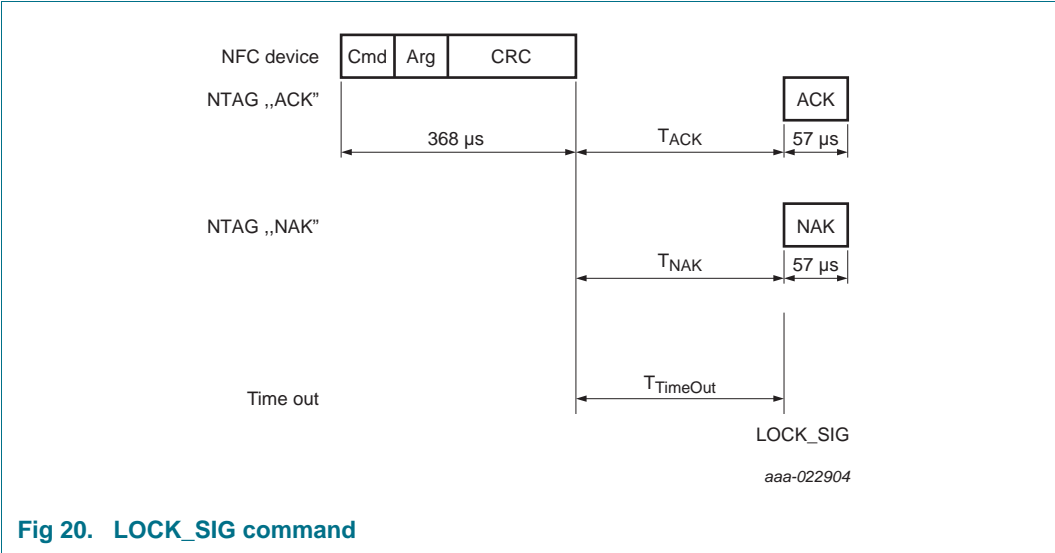 NFC device Cmd Arg CRC
NTAG ,,ACK” ACK
368 µs TACK 57 µs
NTAG ,,NAK” NAK
TNAK 57 µs
Time out TTimeOut
LOCK_SIG
aaa-022904
Fig 20. LOCK_SIG command